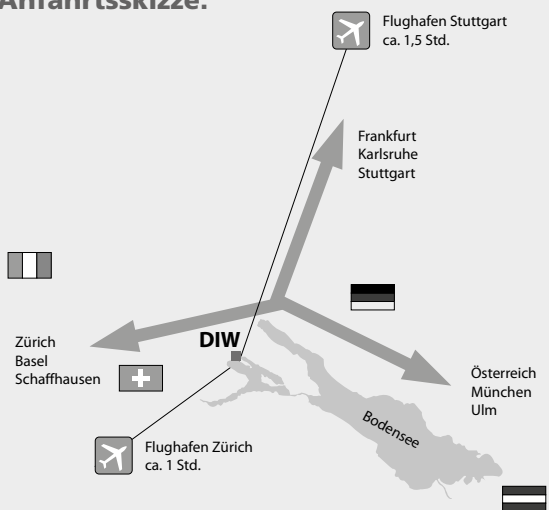 Anfahrtsskizze.
Flughafen Stuttgart
ca. 1,5 Std.
Frankfurt
Karlsruhe
Stuttgart
DIW
Zürich
Basel
Schaffhausen
Österreich
München
Ulm
Bodensee
Flughafen Zürich
ca. 1 Std.